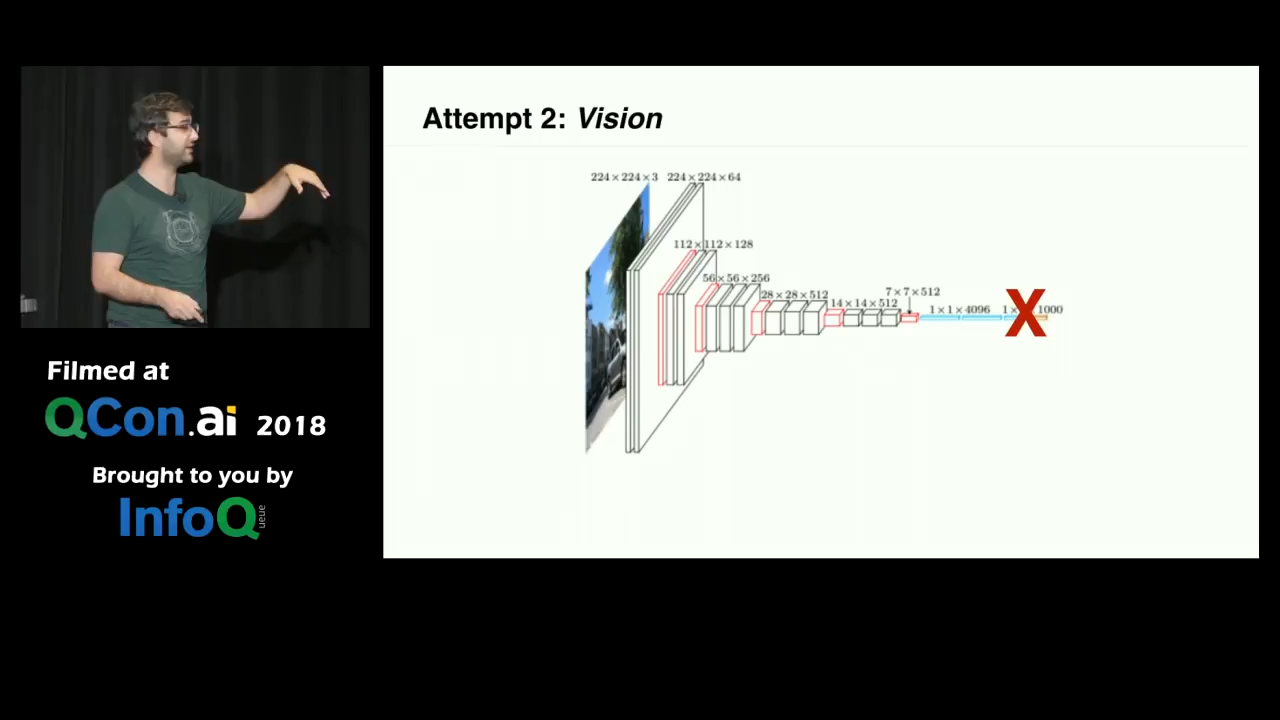 Attempt 2: Vision
224×224×3 224×224×64
112×112×128
56×56×256
28×28×512
14×14×512
7×7×512
1×1×4096
X
1000
Filmed at
QCon.ai 2018
Brought to you by
InfoQ
ueue